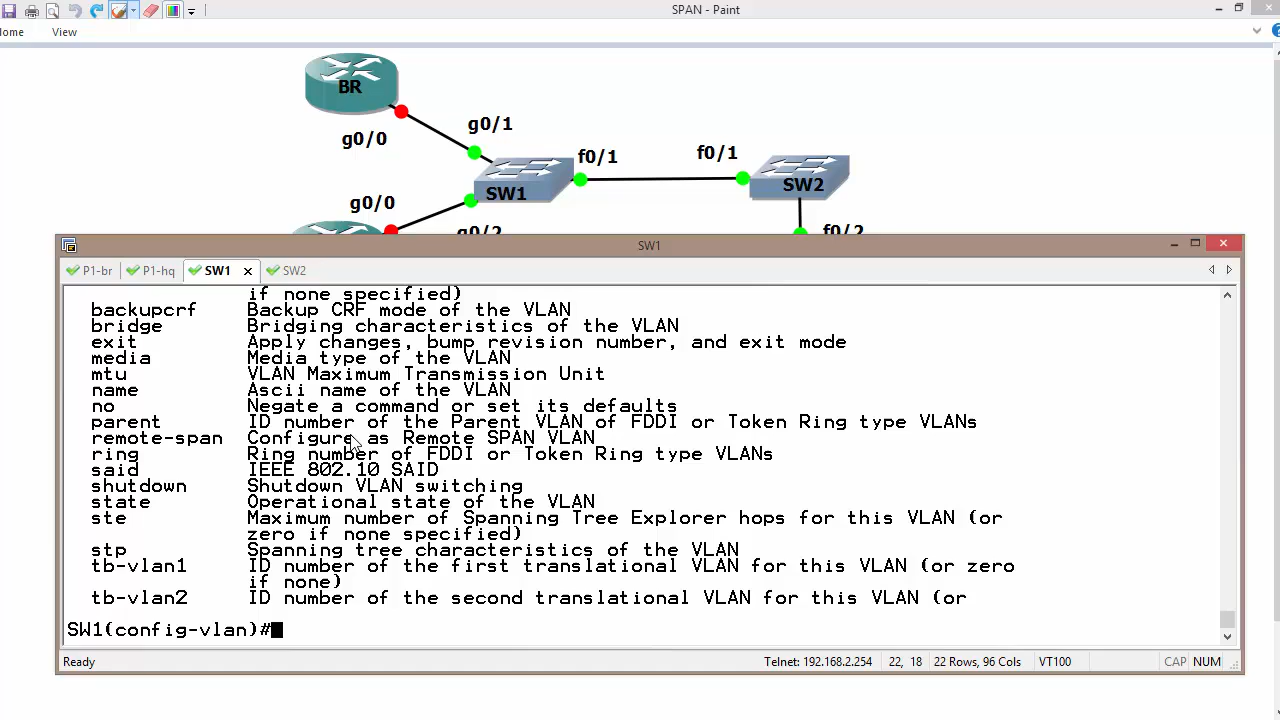 SPAN - Paint
ome View
BR
g0/1
g0/0
f0/1
f0/1
SW1
SW2
g0/0
g0/2
f0/2
SW1
P1-br P1-hq SW1 SW2
if none specified)
backupcrf Backup CRF mode of the VLAN
bridge Bridging characteristics of the VLAN
exit Apply changes, bump revision number, and exit mode
media Media type of the VLAN
mtu VLAN Maximum Transmission Unit
name Ascii name of the VLAN
no Negate a command or set its defaults
parent ID number of the Parent VLAN of FDDI or Token Ring type VLANs
remote-span Configure as Remote SPAN VLAN
ring Ring number of FDDI or Token Ring type VLANs
said IEEE 802.10 SAID
shutdown Shutdown VLAN switching
state Operational state of the VLAN
ste Maximum number of Spanning Tree Explorer hops for this VLAN (or
zero if none specified)
stp Spanning tree characteristics of the VLAN
tb-vlan1 ID number of the first translational VLAN for this VLAN (or zero
if none)
tb-vlan2 ID number of the second translational VLAN for this VLAN (or
SW1(config-vlan)#
Ready Telnet: 192.168.2.254 22, 18 22 Rows, 96 Cols VT100 CAP NUM